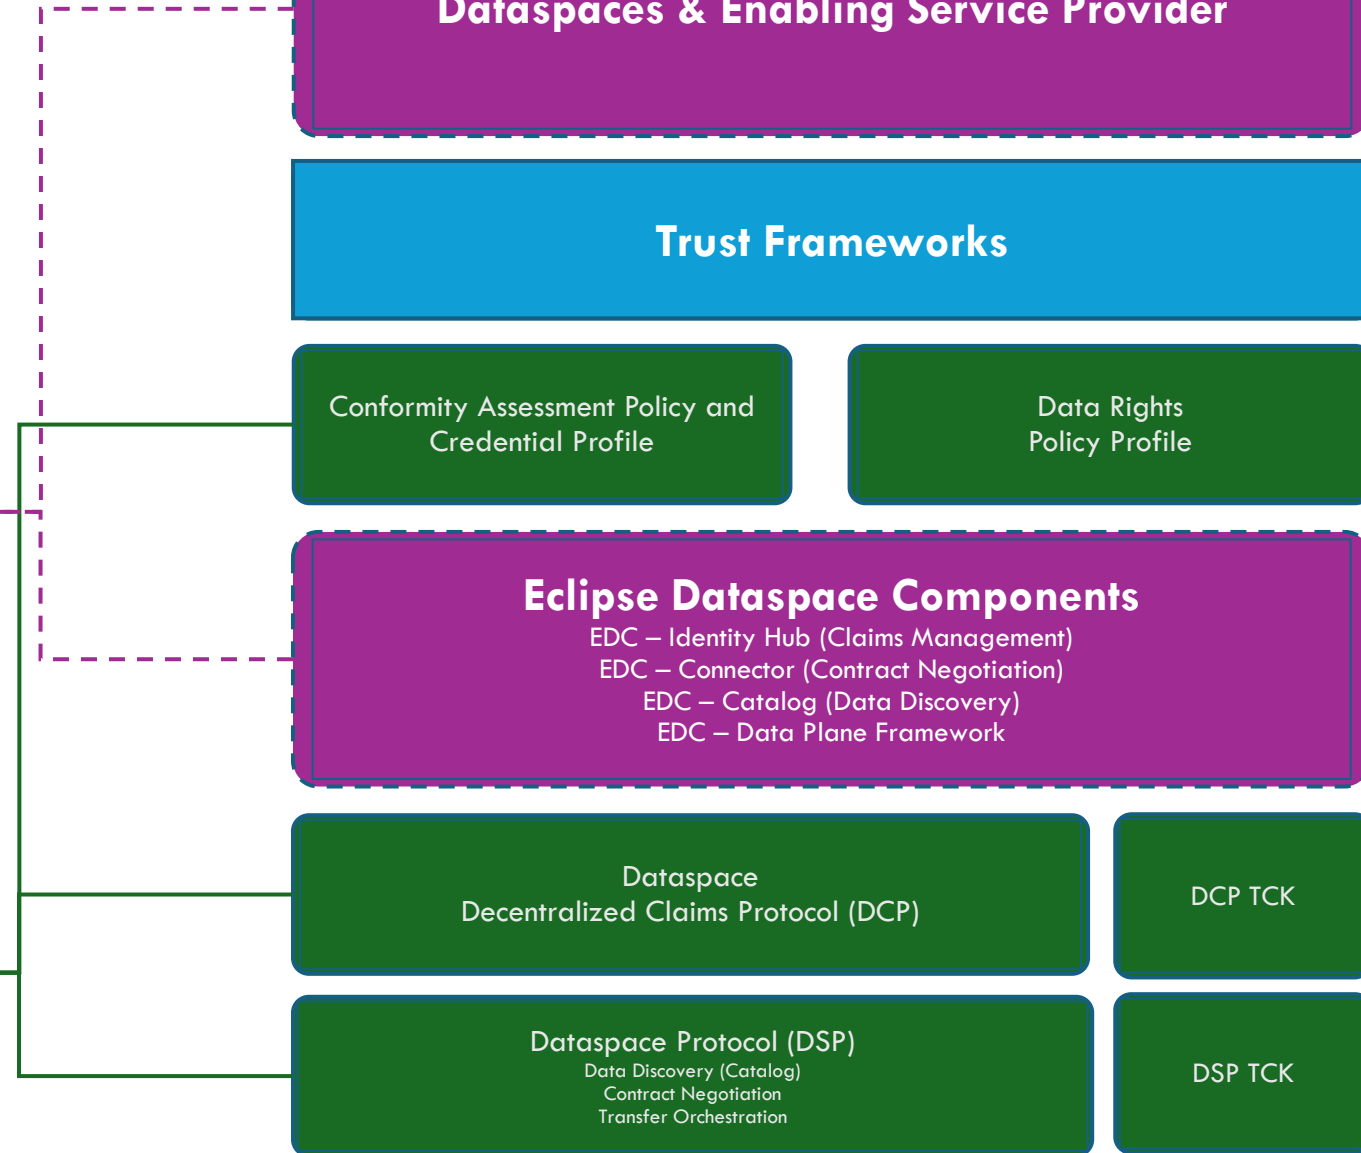 Dataspaces & Enabling Service Provider
Trust Frameworks
Conformity Assessment Policy and
Credential Profile
Data Rights
Policy Profile
Eclipse Dataspace Components
EDC – Identity Hub (Claims Management)
EDC – Connector (Contract Negotiation)
EDC – Catalog (Data Discovery)
EDC – Data Plane Framework
Dataspace
Decentralized Claims Protocol (DCP)
DCP TCK
Dataspace Protocol (DSP)
Data Discovery (Catalog)
Contract Negotiation
Transfer Orchestration
DSP TCK